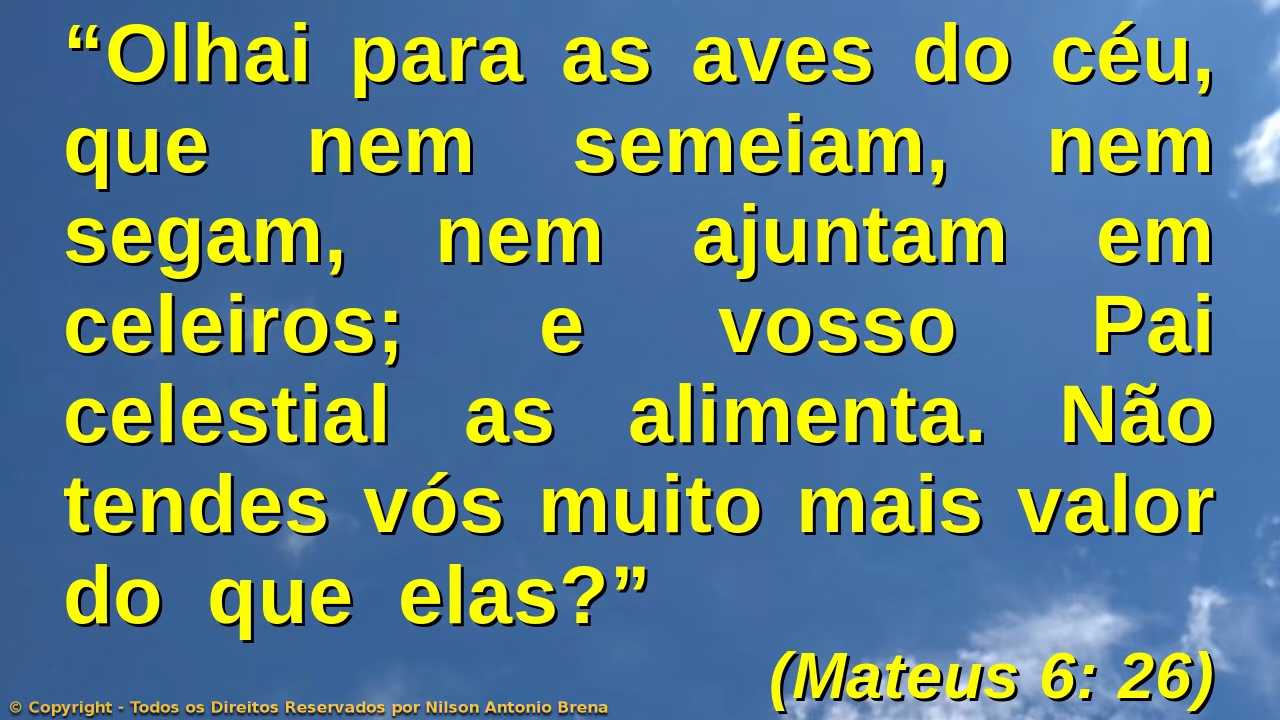 “Olhai para as aves do céu,
que nem semeiam, nem
segam, nem ajuntam em
celeiros; e vosso Pai
celestial as alimenta. Não
tendes vós muito mais valor
do que elas?”
(Mateus 6: 26)
© Copyright - Todos os Direitos Reservados por Nilson Antonio Brena